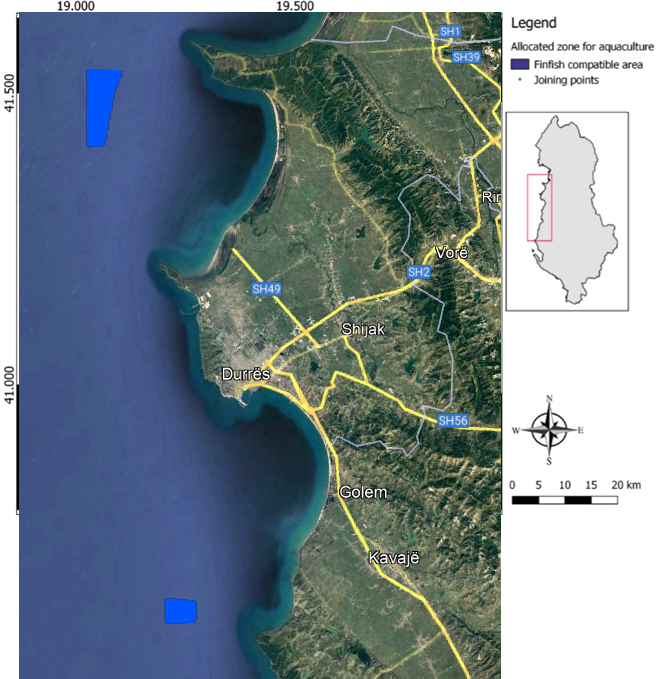 19.000 19.500
41.500
41.000
SH1
SH39
Rir
Vorë
SH2
SH49
Shijak
Durrës
SH56
Golem
Kavajë
Legend
Allocated zone for aquaculture
Finfish compatible area
Joining points
N
W E
S
0 5 10 15 20 km